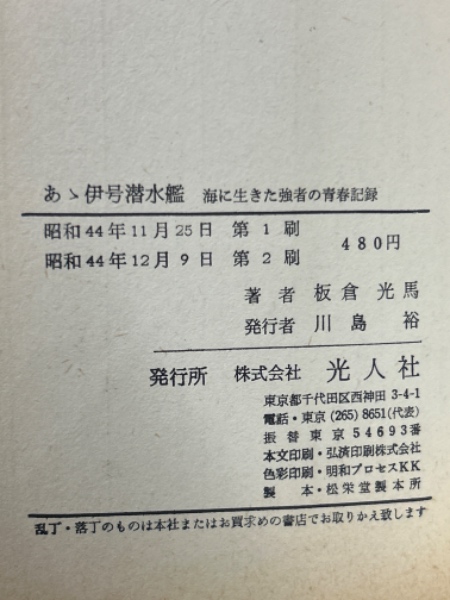 あゝ伊号潜水艦 海に生きた強者の青春記録
昭和44年11月25日 第1刷
昭和44年12月9日 第2刷
480円
著者 板倉光馬
発行者 川島裕
発行所 株式会社 光人社
東京都千代田区西神田3-4-1
電話・東京(265)8651(代表)
振替東京54693番
本文印刷・弘済印刷株式会社
色彩印刷・明和プロセスKK
製本・松栄堂製本所
乱丁・落丁のものは本社またはお買求めの書店でお取りかえ致します